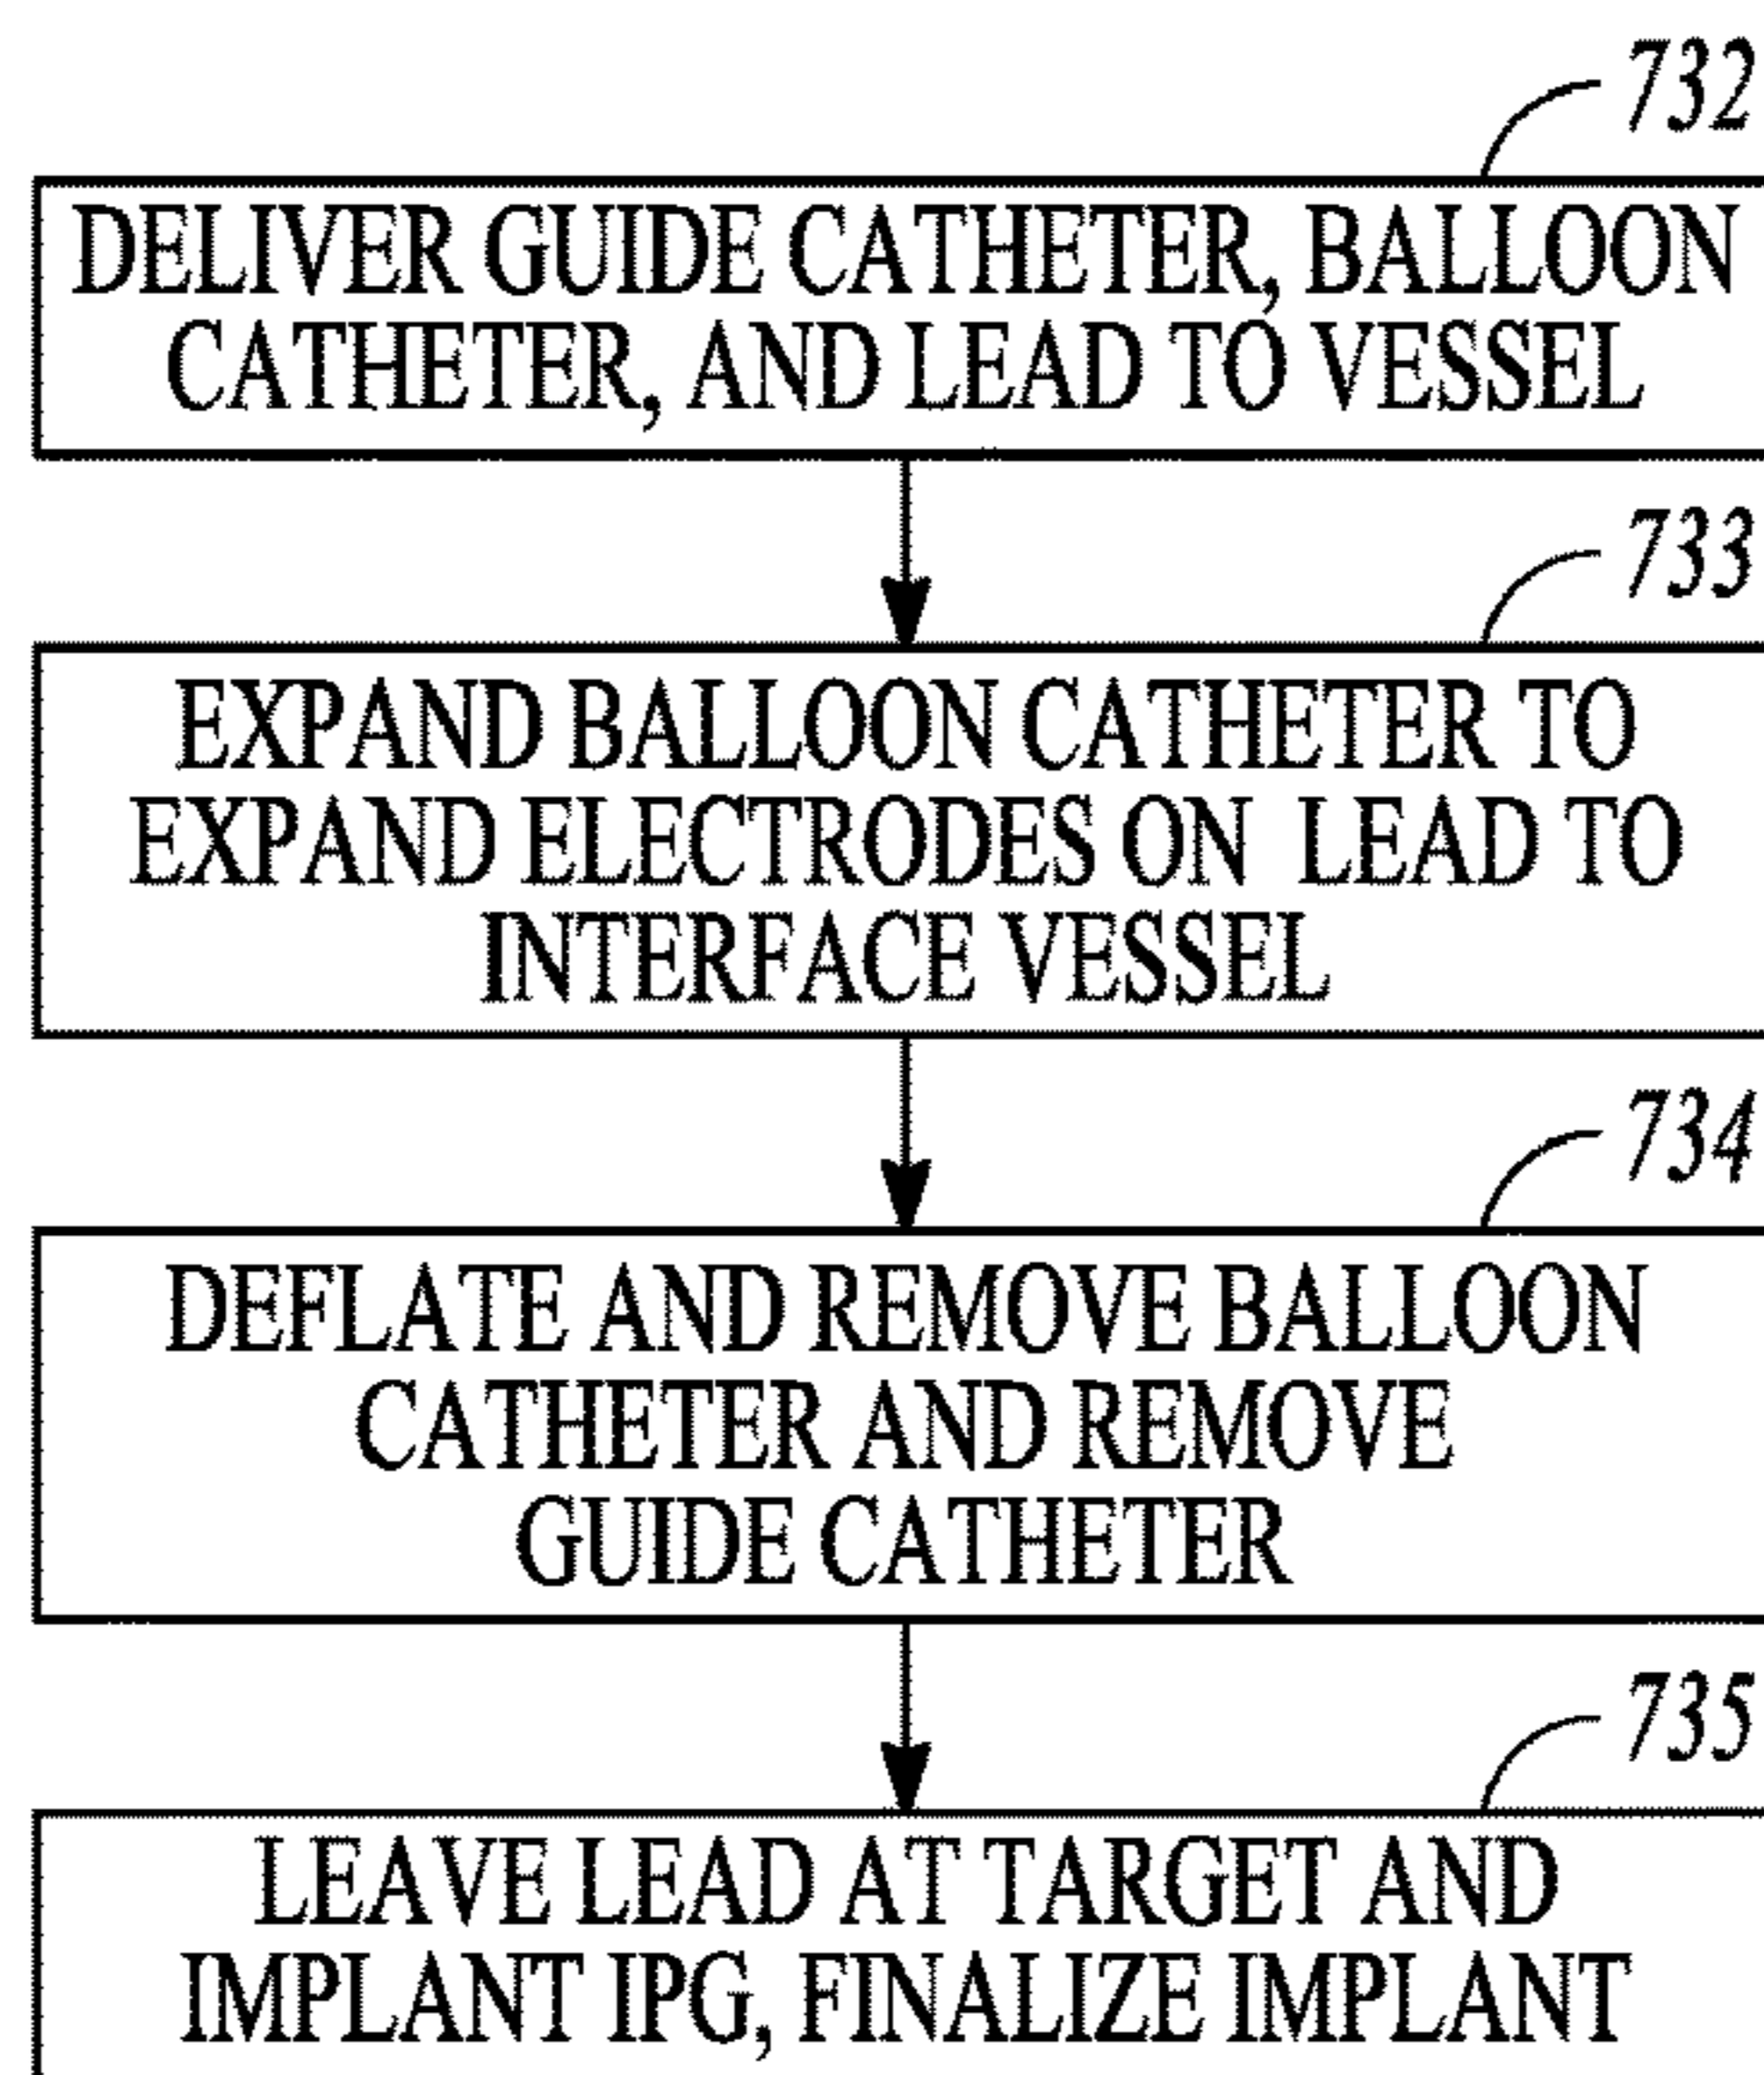 732
DELIVER GUIDE CATHETER, BALLOON
CATHETER, AND LEAD TO VESSEL
733
EXPAND BALLOON CATHETER TO
EXPAND ELECTRODES ON LEAD TO
INTERFACE VESSEL
734
DEFLATE AND REMOVE BALLOON
CATHETER AND REMOVE
GUIDE CATHETER
735
LEAVE LEAD AT TARGET AND
IMPLANT IPG, FINALIZE IMPLANT